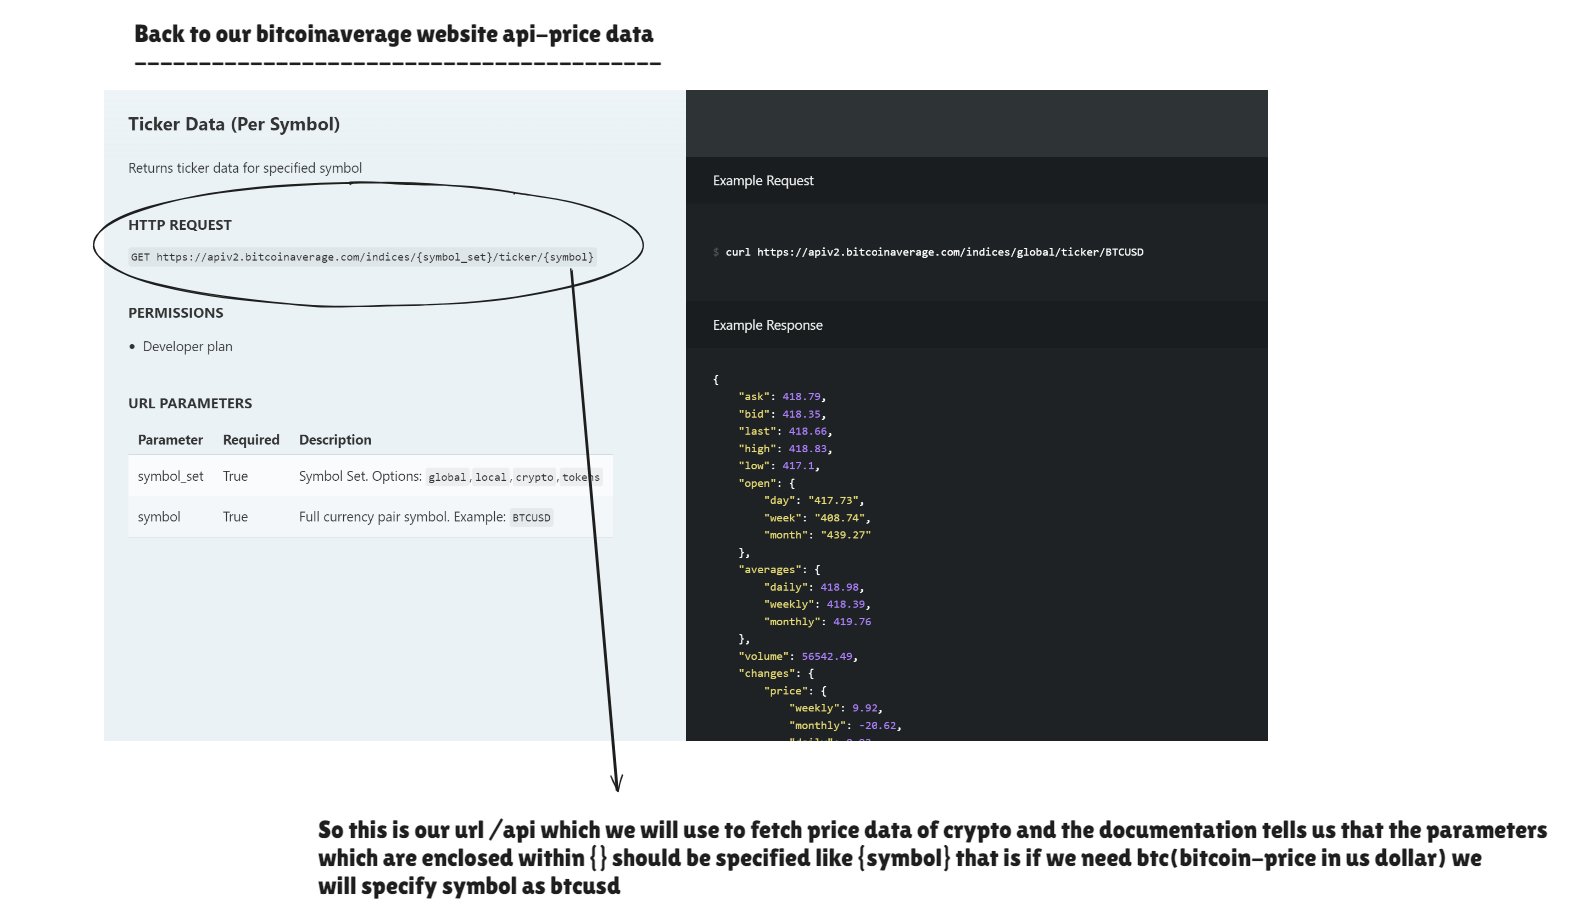 Back to our bitcoinaverage website api-price data
-----------------------------------------
Ticker Data (Per Symbol)
Returns ticker data for specified symbol
HTTP REQUEST
GET https://apiv2.bitcoinaverage.com/indices/{symbol_set}/ticker/{symbol}
PERMISSIONS
• Developer plan
URL PARAMETERS
Parameter Required Description
symbol_set True Symbol Set. Options: global, local, crypto, tokens
symbol True Full currency pair symbol. Example: BTCUSD
Example Request
$ curl https://apiv2.bitcoinaverage.com/indices/global/ticker/BTCUSD
Example Response
{
"ask": 418.79,
"bid": 418.35,
"last": 418.66,
"high": 418.83,
"low": 417.1,
"open": {
"day": "417.73",
"week": "408.74",
"month": "439.27"
},
"averages": {
"daily": 418.98,
"weekly": 418.39,
"monthly": 419.76
},
"volume": 56542.49,
"changes": {
"price": {
"weekly": 9.92,
"monthly": -20.62,
So this is our url /api which we will use to fetch price data of crypto and the documentation tells us that the parameters
which are enclosed within {} should be specified like {symbol} that is if we need btc(bitcoin-price in us dollar) we
will specify symbol as btcusd